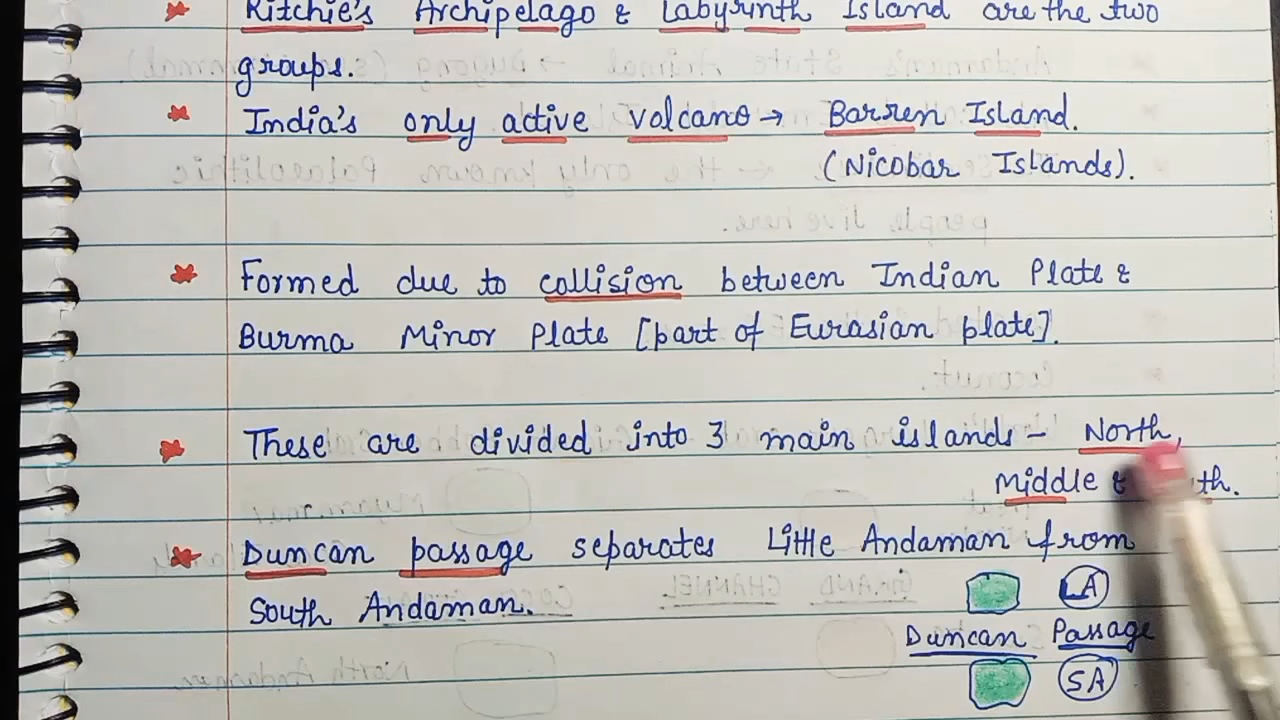 Ritchie's Archipelago & Labyrinth Island are the two
groups.
India's only active volcano → Barren Island.
(Nicobar Islands).
Formed due to collision between Indian Plate &
Burma Minor Plate [part of Eurasian plate].
These are divided into 3 main islands - North,
Middle &
Duncan passage separates Little Andaman from
South Andaman.
LA
Duncan Passage
SA